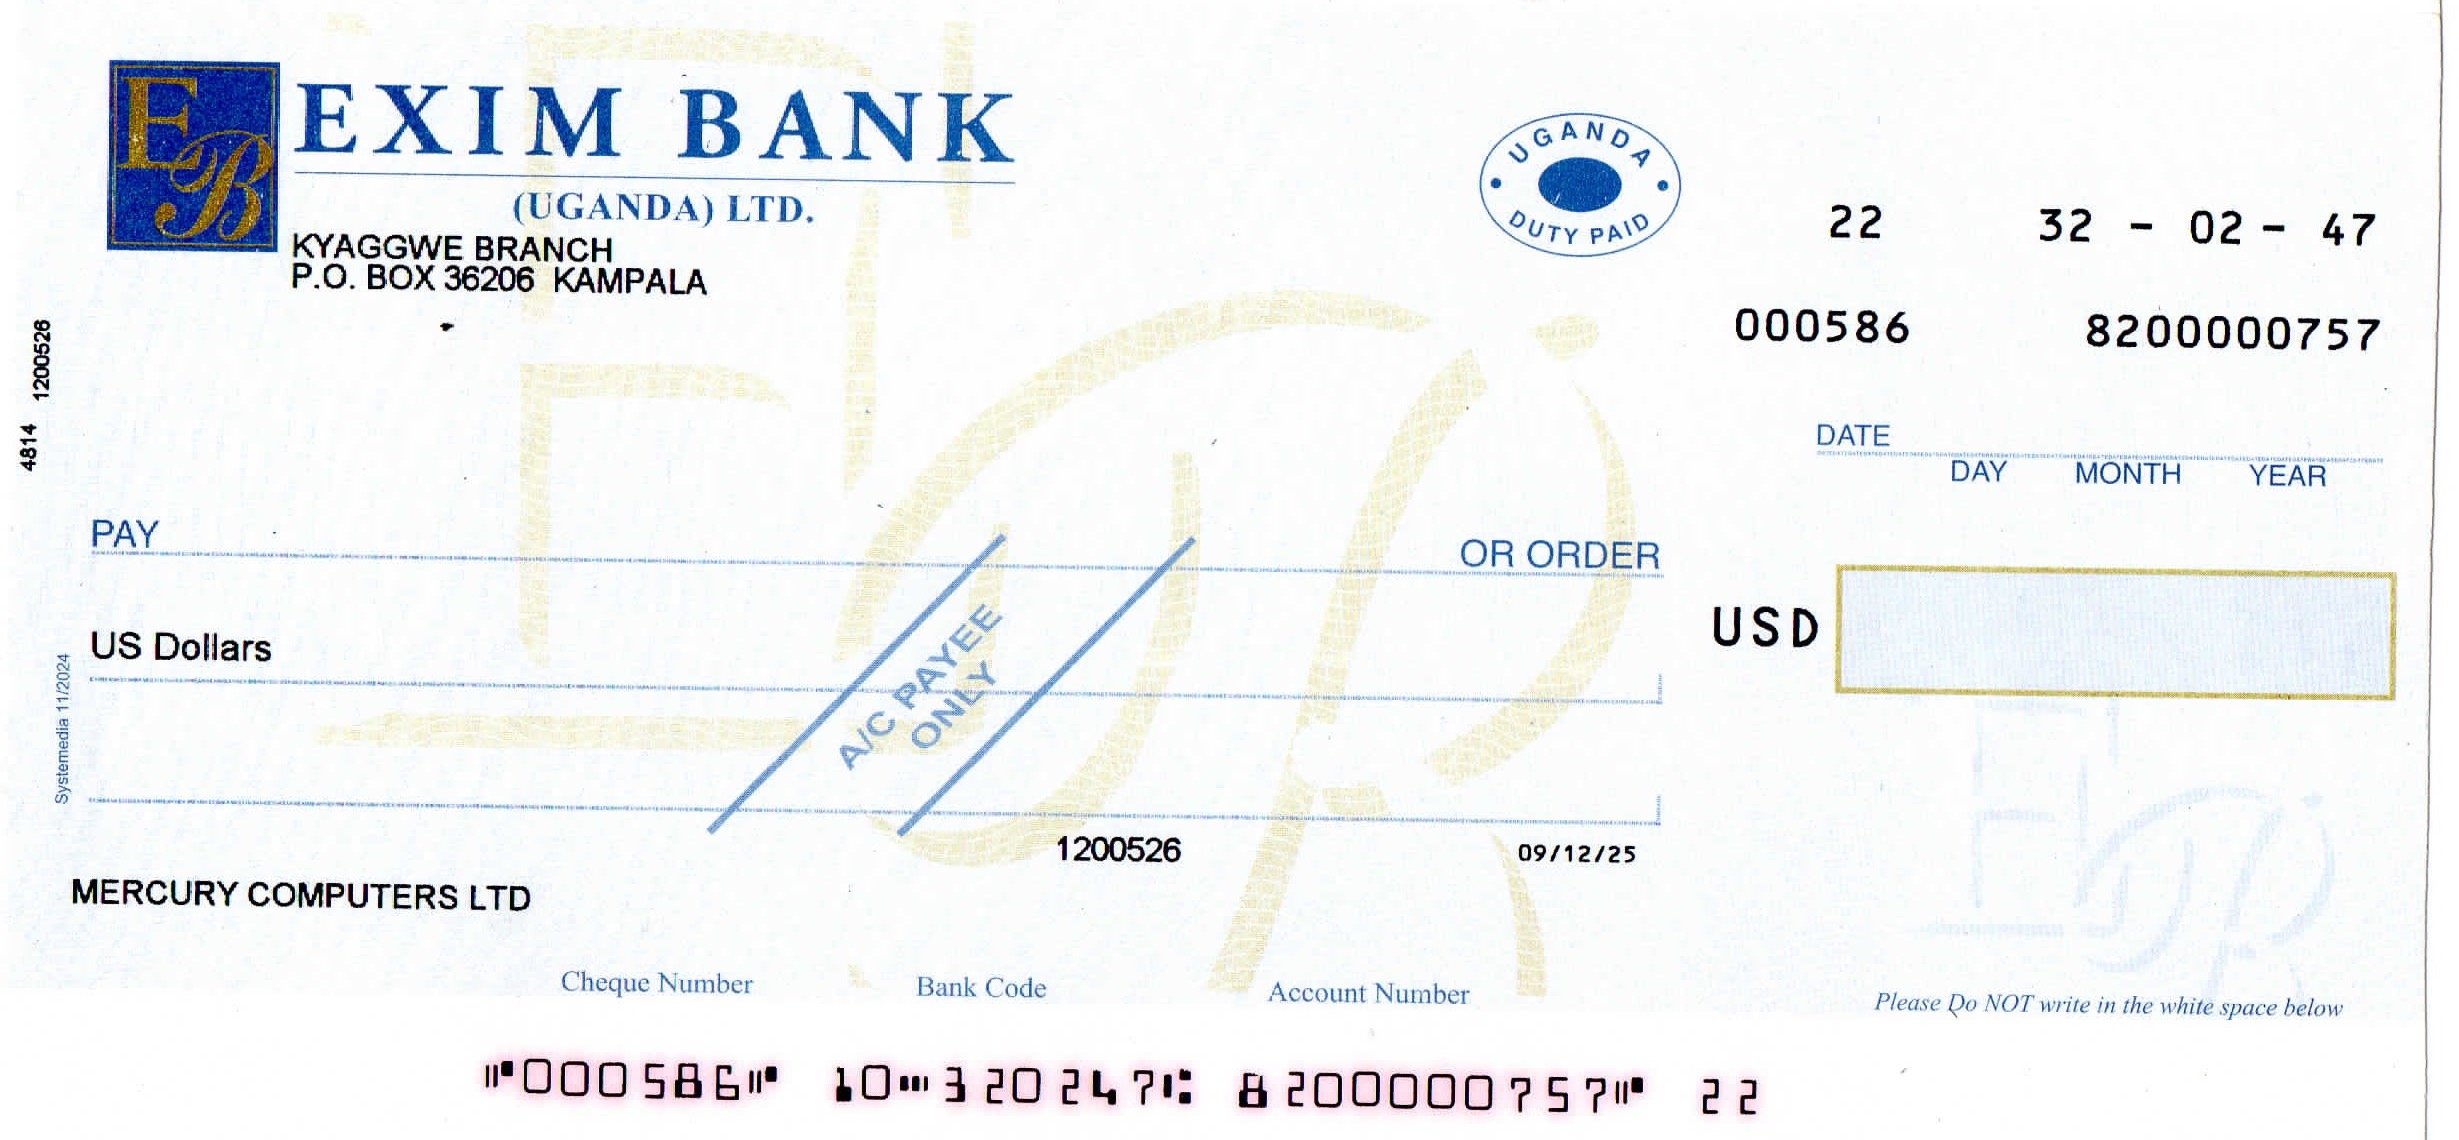 EB
EXIM BANK
(UGANDA) LTD.
KYAGGWE BRANCH
P.O. BOX 36206 KAMPALA
UGANDA
DUTY PAID
22 32 - 02 - 47
000586 8200000757
4814 1200526
DATE
DAY MONTH YEAR
PAY
OR ORDER
US Dollars
USD
A/C PAYEE
ONLY
Systemedia 11/2024
1200526 09/12/25
MERCURY COMPUTERS LTD
Cheque Number Bank Code Account Number
Please Do NOT write in the white space below
⑈000586⑈ 10⑉320247⑆ 8200000757⑈ 22